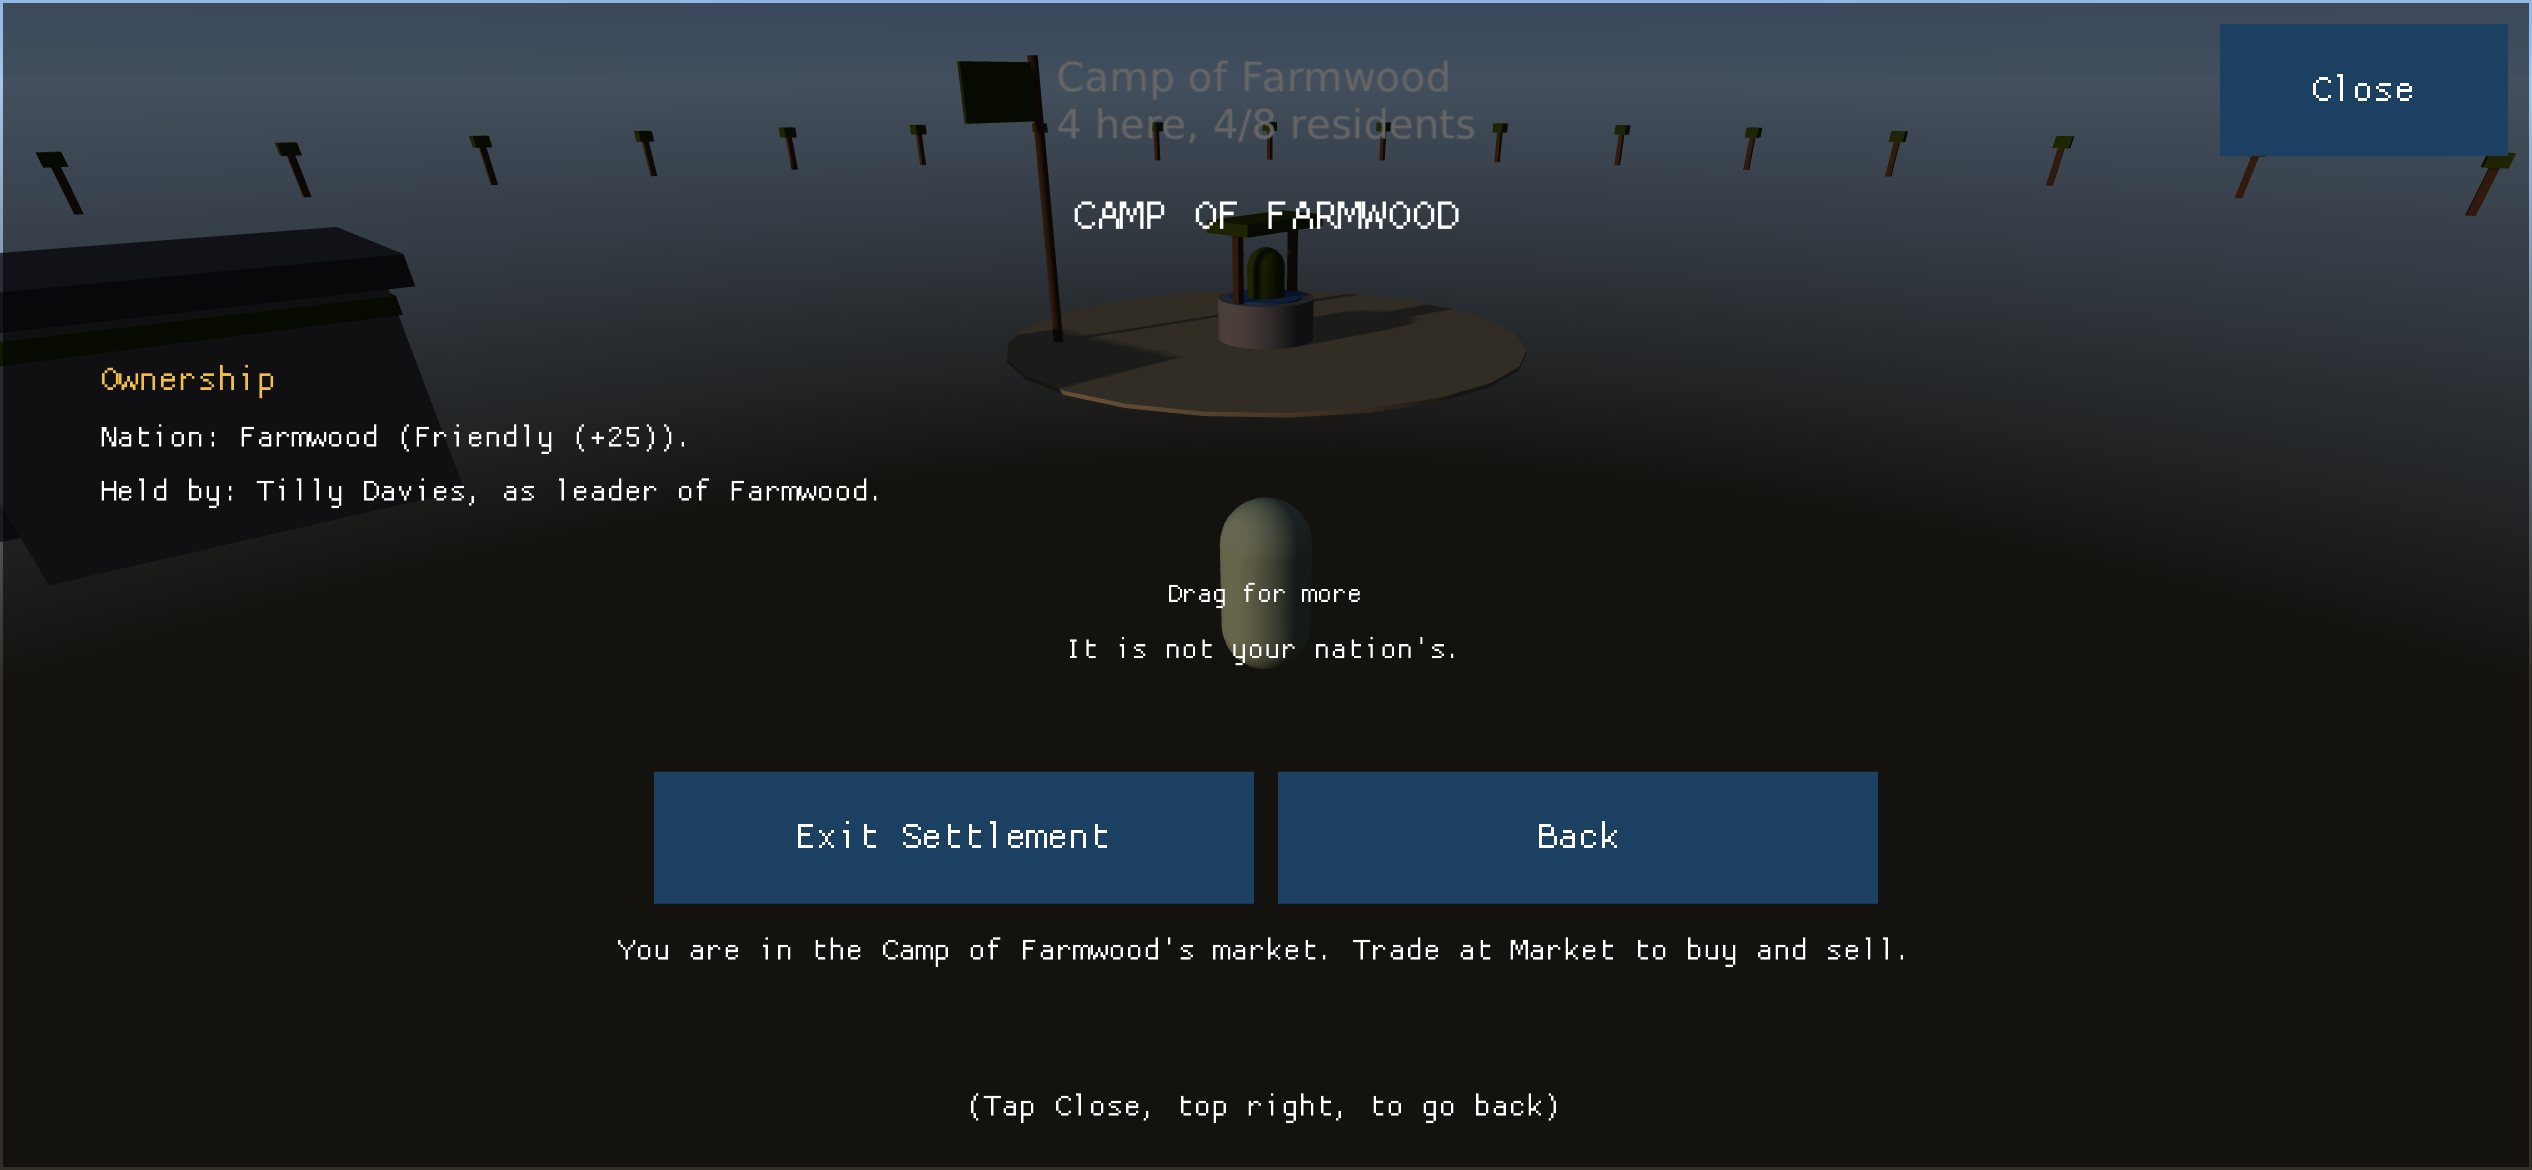 Camp of Farmwood
4 here, 4/8 residents
Close
CAMP OF FARMWOOD
Ownership
Nation: Farmwood (Friendly (+25)).
Held by: Tilly Davies, as leader of Farmwood.
Drag for more
It is not your nation's.
Exit Settlement
Back
You are in the Camp of Farmwood's market. Trade at Market to buy and sell.
(Tap Close, top right, to go back)